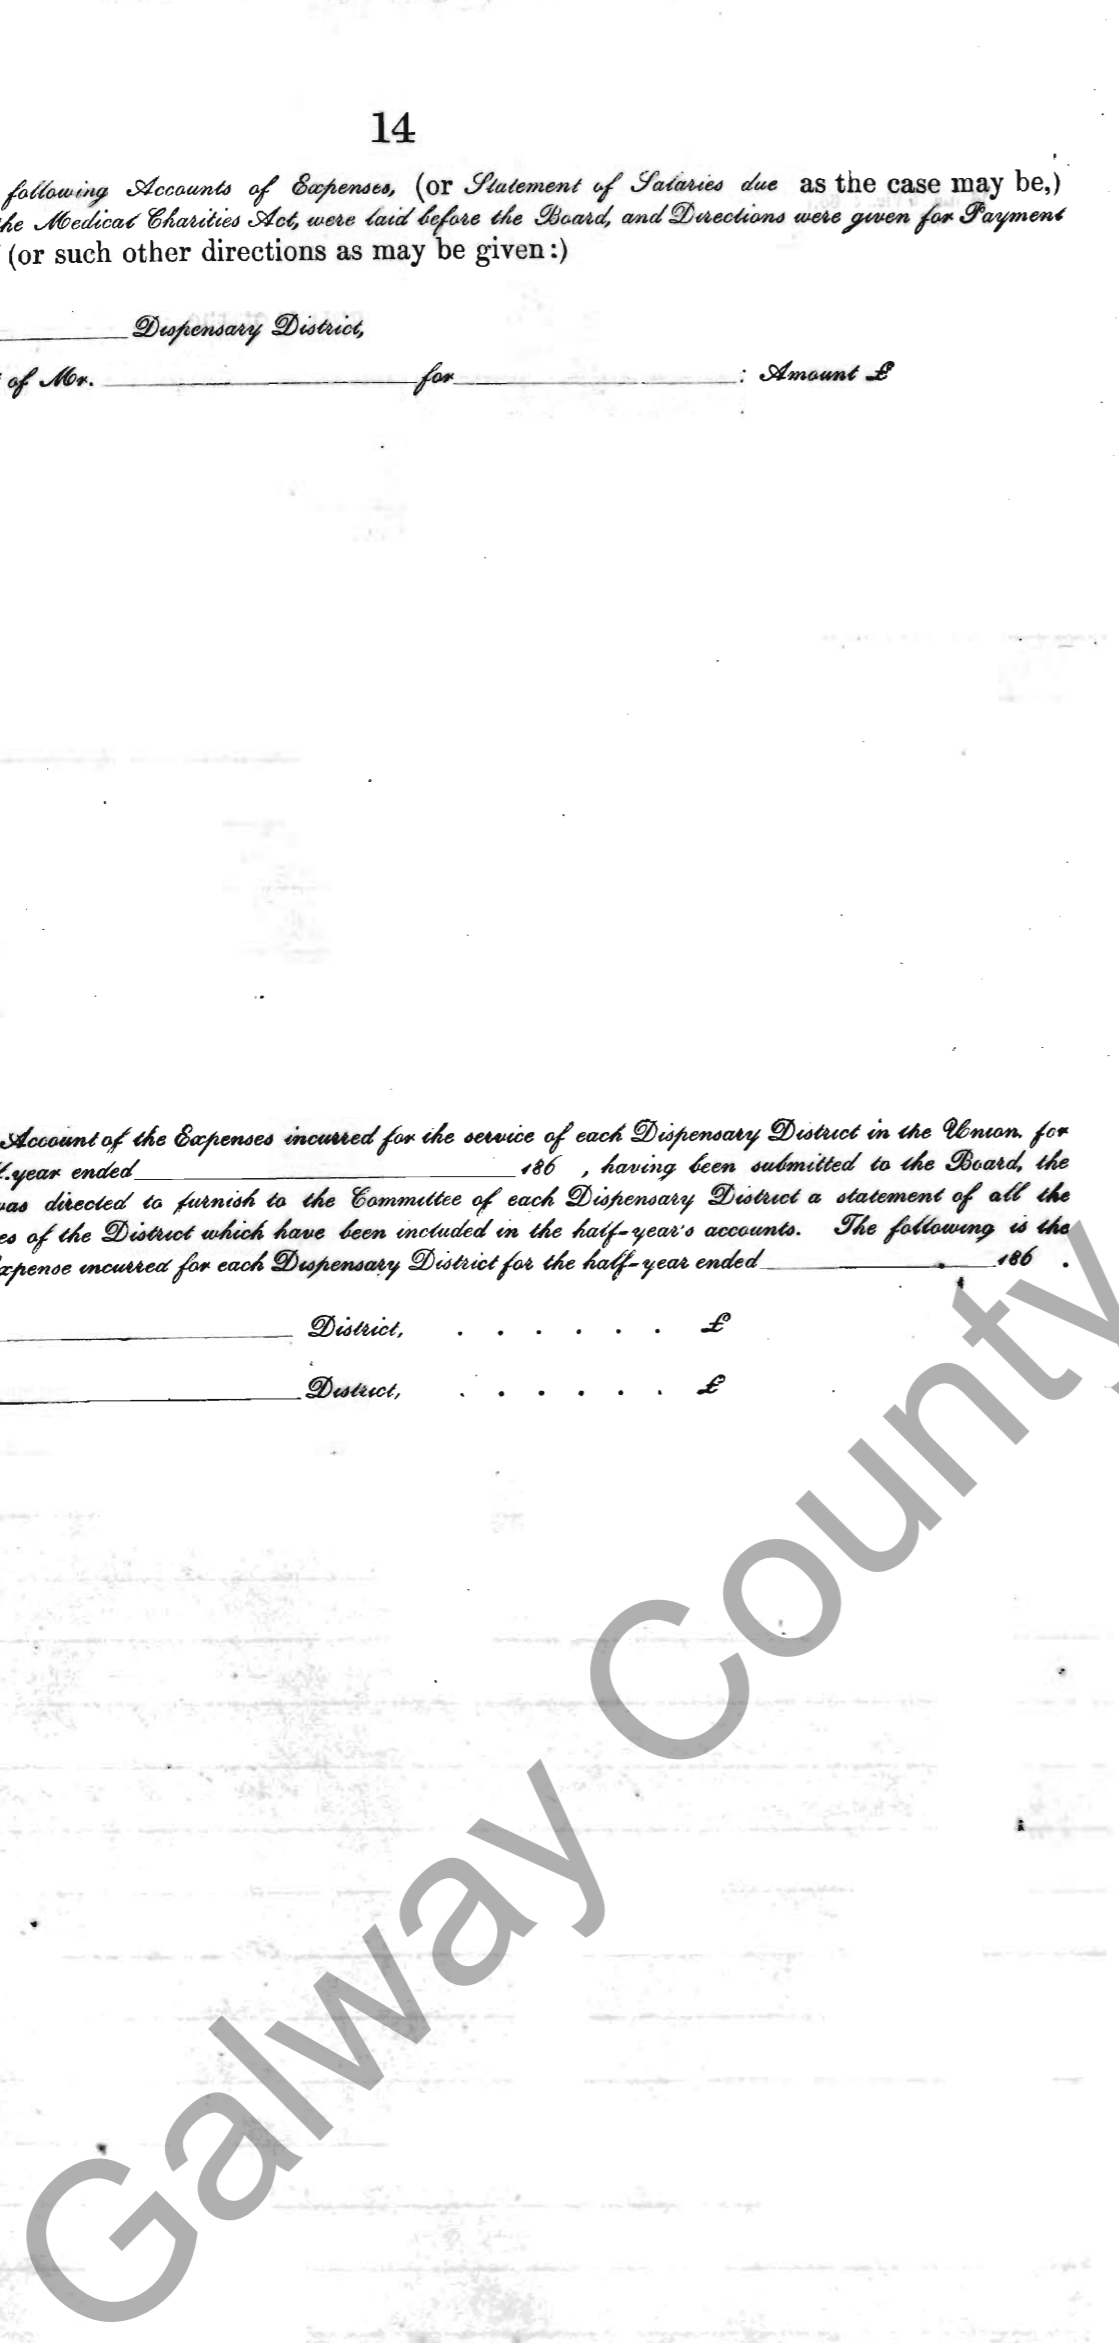 14
following Accounts of Expenses, (or Statement of Salaries due as the case may be,)
the Medical Charities Act, were laid before the Board, and Directions were given for Payment
(or such other directions as may be given:)
Dispensary District,
of Mr. for : Amount £
Account of the Expenses incurred for the service of each Dispensary District in the Union for
year ended 186 , having been submitted to the Board, the
was directed to furnish to the Committee of each Dispensary District a statement of all the
of the District which have been included in the half-year's accounts. The following is the
expense incurred for each Dispensary District for the half-year ended 186 .
District, . . . . . . £
District, . . . . . . £
Galway County